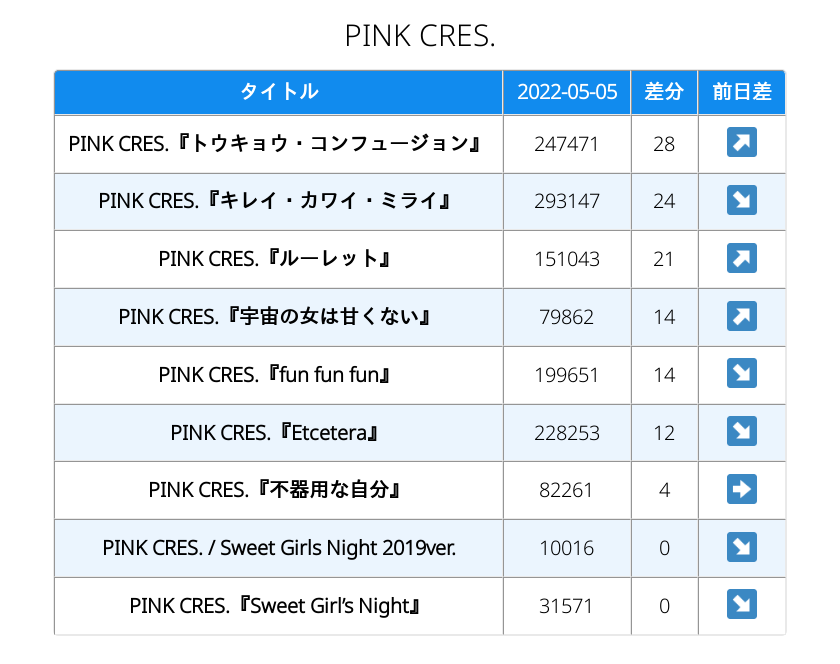 PINK CRES.
タイトル 2022-05-05 差分 前日差
PINK CRES.『トウキョウ・コンフュージョン』 247471 28 ↗
PINK CRES.『キレイ・カワイ・ミライ』 293147 24 ↘
PINK CRES.『ルーレット』 151043 21 ↗
PINK CRES.『宇宙の女は甘くない』 79862 14 ↗
PINK CRES.『fun fun fun』 199651 14 ↘
PINK CRES.『Etcetera』 228253 12 ↘
PINK CRES.『不器用な自分』 82261 4 ➡
PINK CRES. / Sweet Girls Night 2019ver. 10016 0 ↘
PINK CRES.『Sweet Girl’s Night』 31571 0 ↘